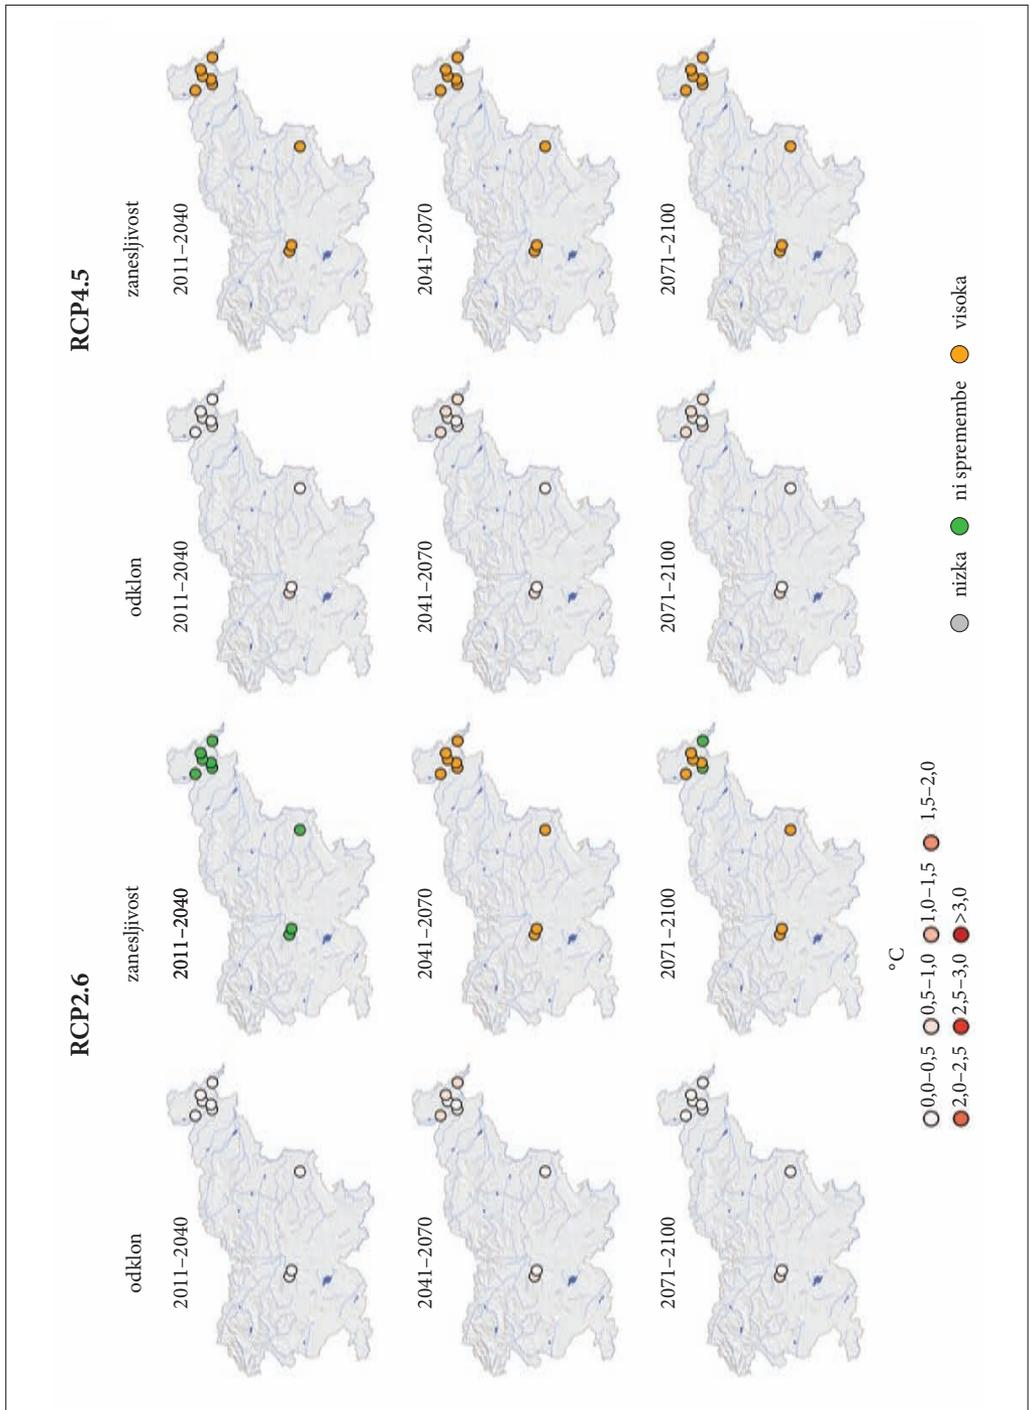 RCP2.6 RCP4.5
odklon zanesljivost odklon zanesljivost
2011–2040 2011–2040 2011–2040 2011–2040
2041–2070 2041–2070 2041–2070 2041–2070
2071–2100 2071–2100 2071–2100 2071–2100
°C
0,0–0,5 0,5–1,0 1,0–1,5 1,5–2,0
2,0–2,5 2,5–3,0 >3,0 nizka ni spremembe visoka